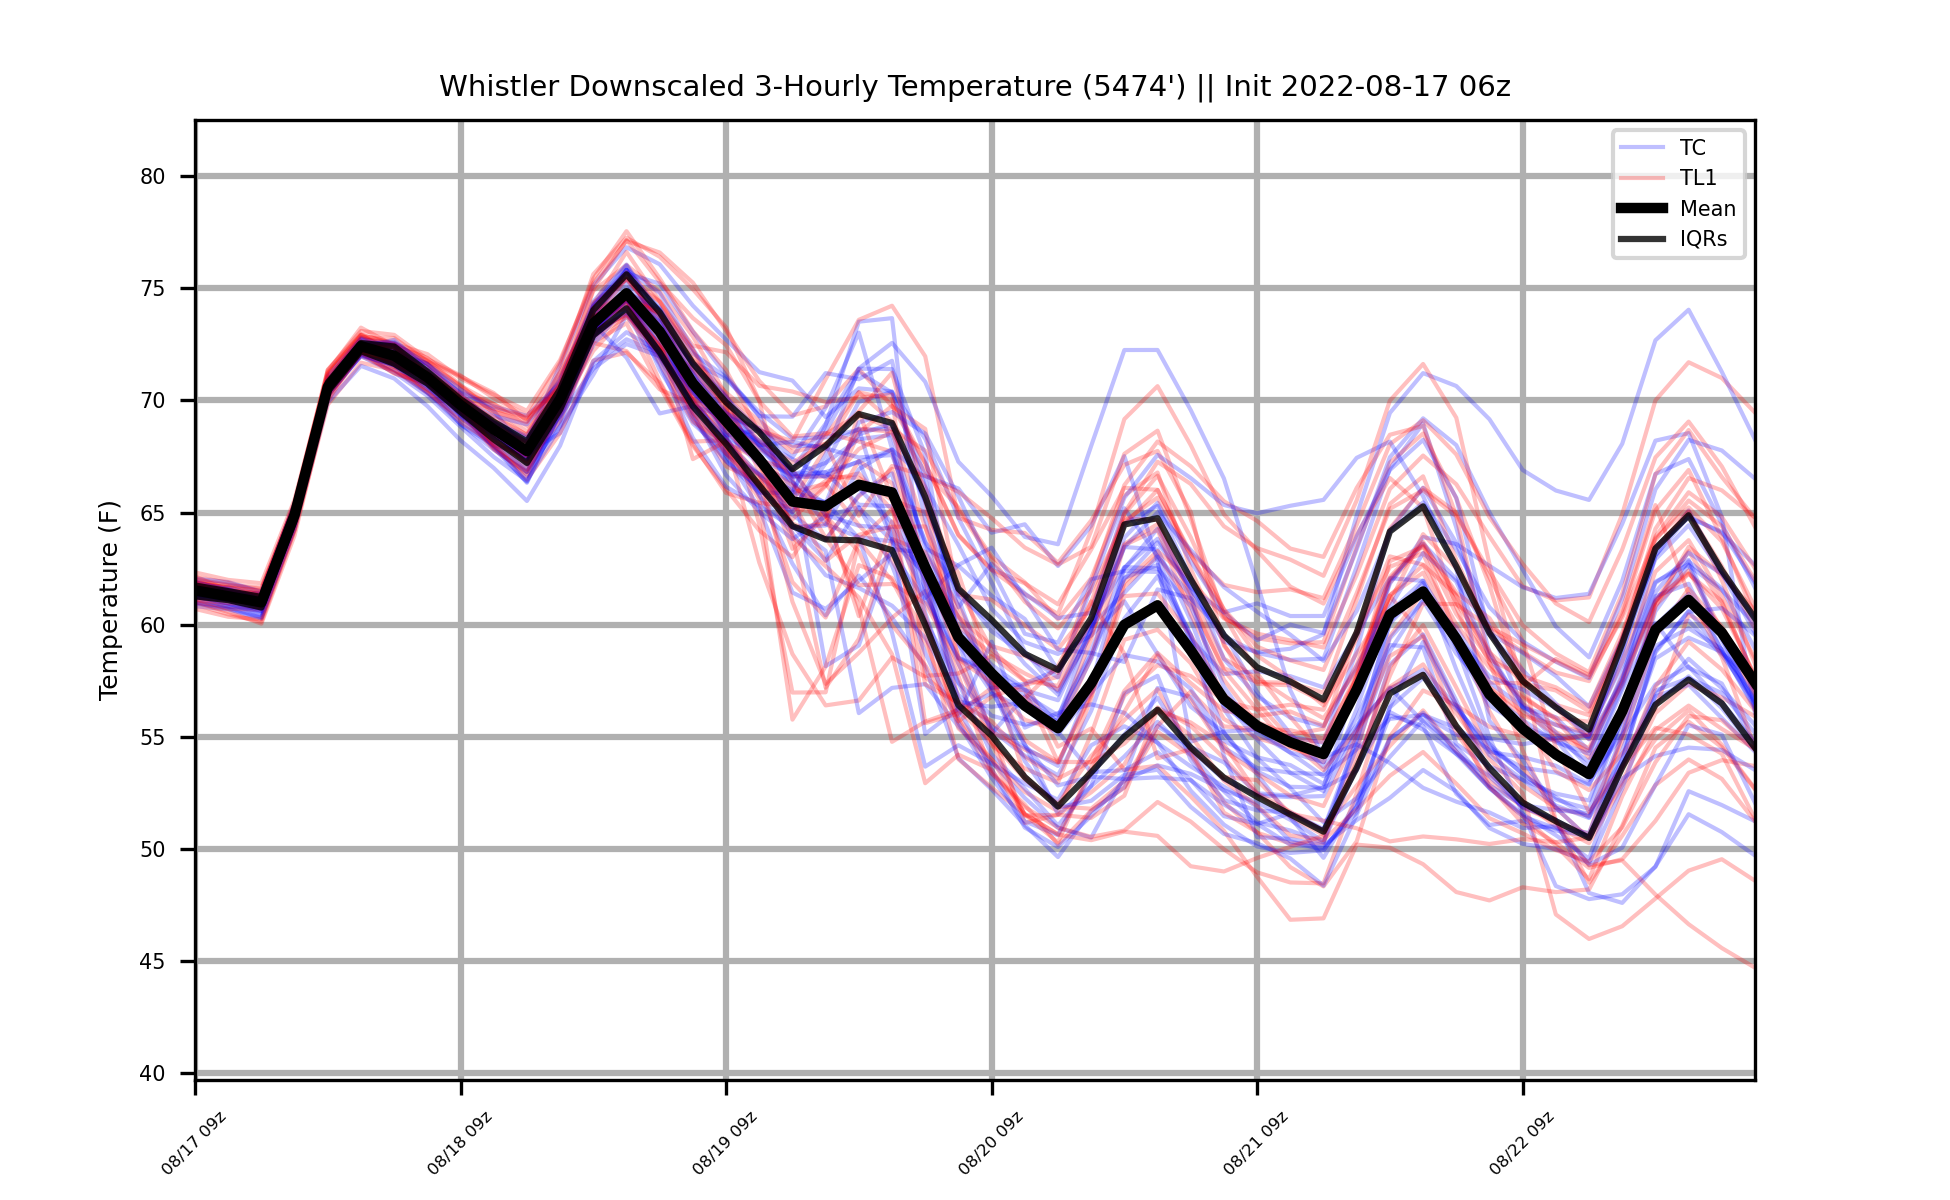 Whistler Downscaled 3-Hourly Temperature (5474') || Init 2022-08-17 06z
TC
TL1
Mean
IQRs
Temperature (F)
80
75
70
65
60
55
50
45
40
08/17 09z
08/18 09z
08/19 09z
08/20 09z
08/21 09z
08/22 09z